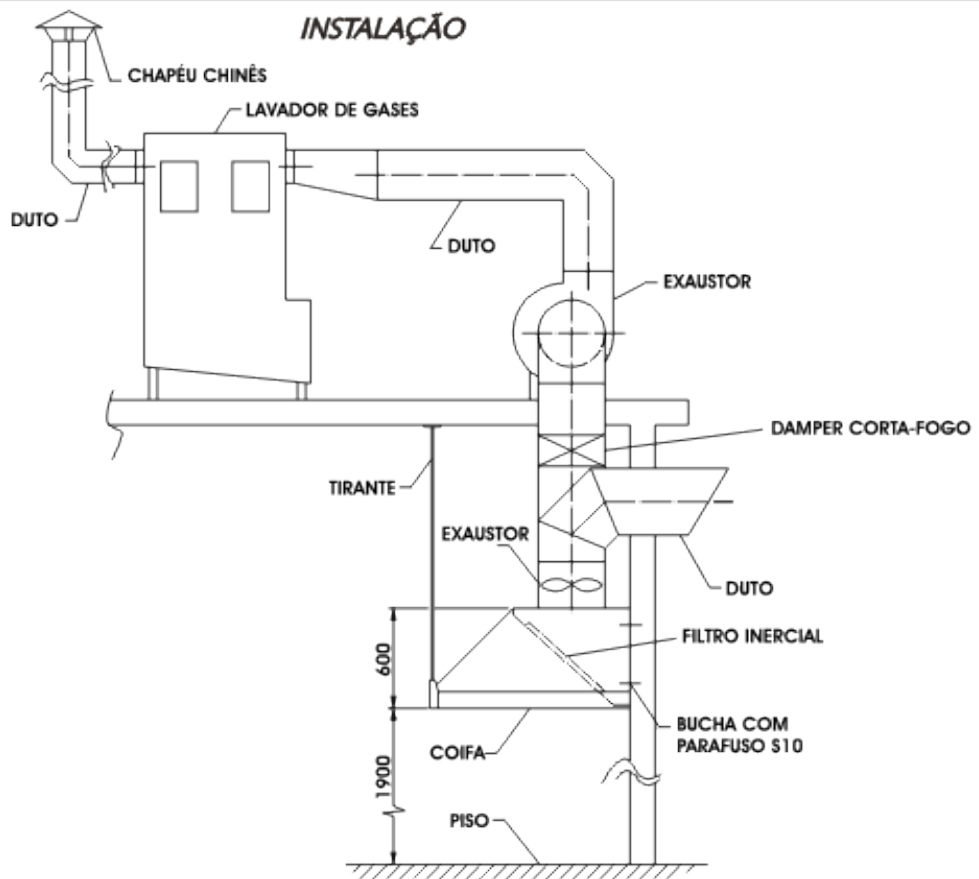 INSTALAÇÃO
CHAPÉU CHINÊS
LAVADOR DE GASES
DUTO
DUTO
EXAUSTOR
DAMPER CORTA-FOGO
TIRANTE
EXAUSTOR
DUTO
600
FILTRO INERCIAL
BUCHA COM
PARAFUSO S10
COIFA
1900
PISO